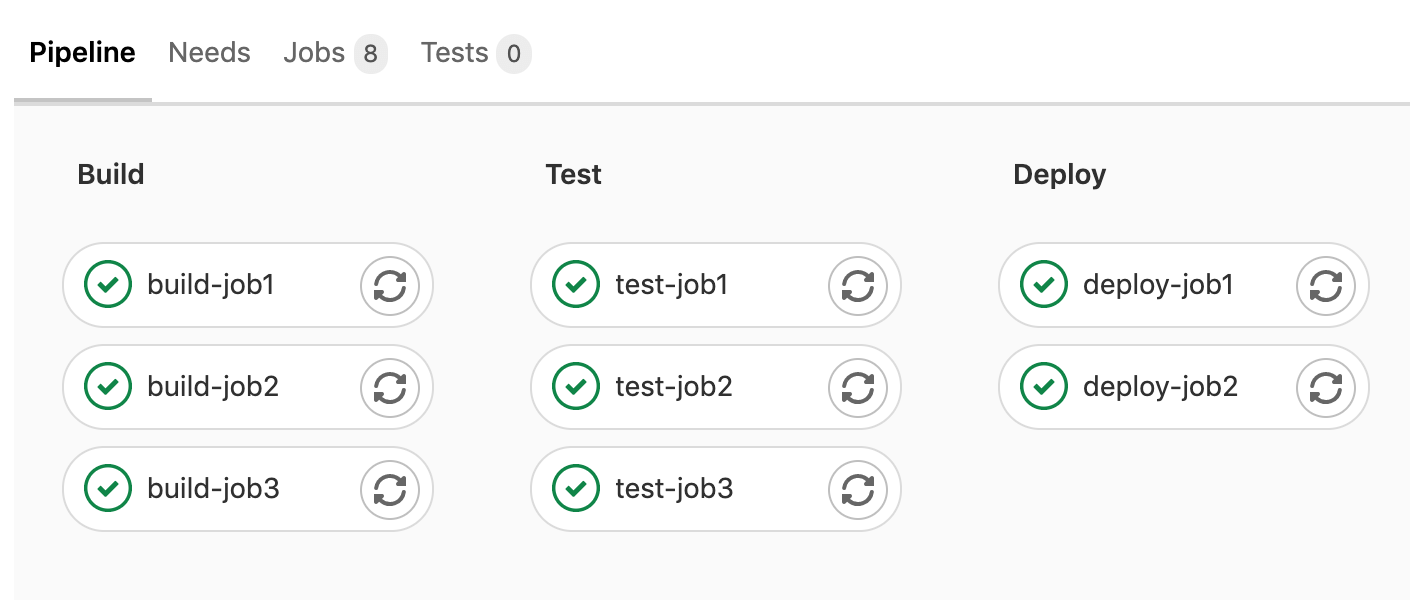 Pipeline Needs Jobs 8 Tests 0
Build Test Deploy
build-job1 test-job1 deploy-job1
build-job2 test-job2 deploy-job2
build-job3 test-job3